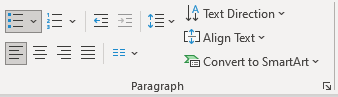 Text Direction
Align Text
Convert to SmartArt
Paragraph